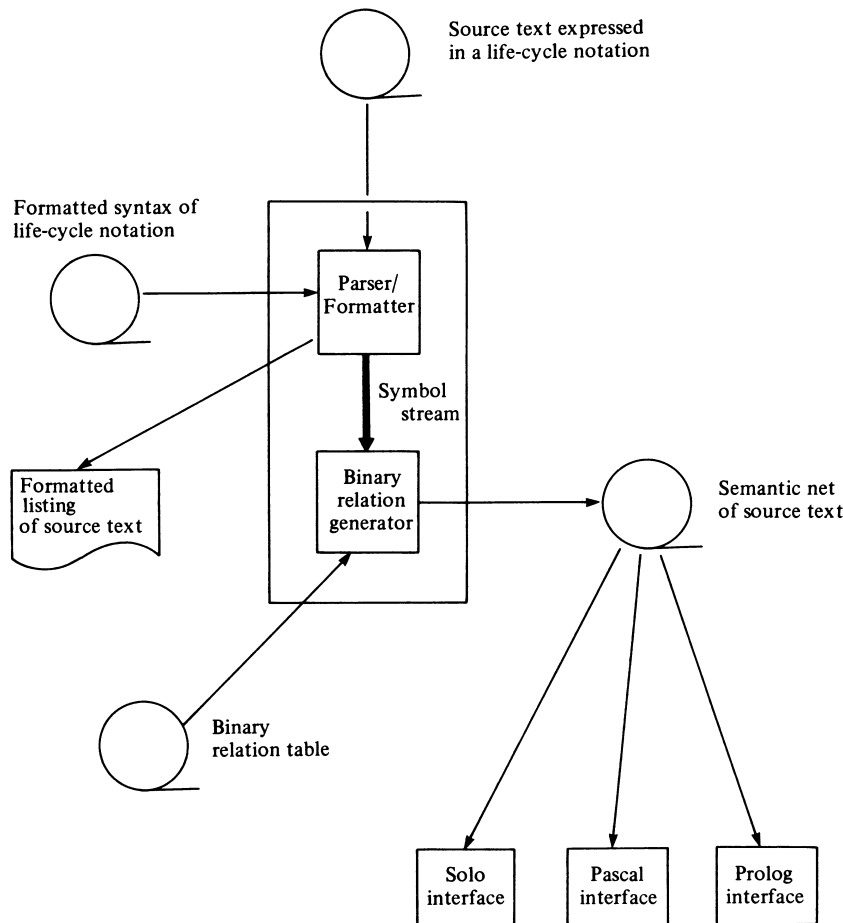 Source text expressed
in a life-cycle notation
Formatted syntax of
life-cycle notation
Parser/
Formatter
Symbol
stream
Formatted
listing
of source text
Binary
relation
generator
Semantic net
of source text
Binary
relation table
Solo
interface
Pascal
interface
Prolog
interface